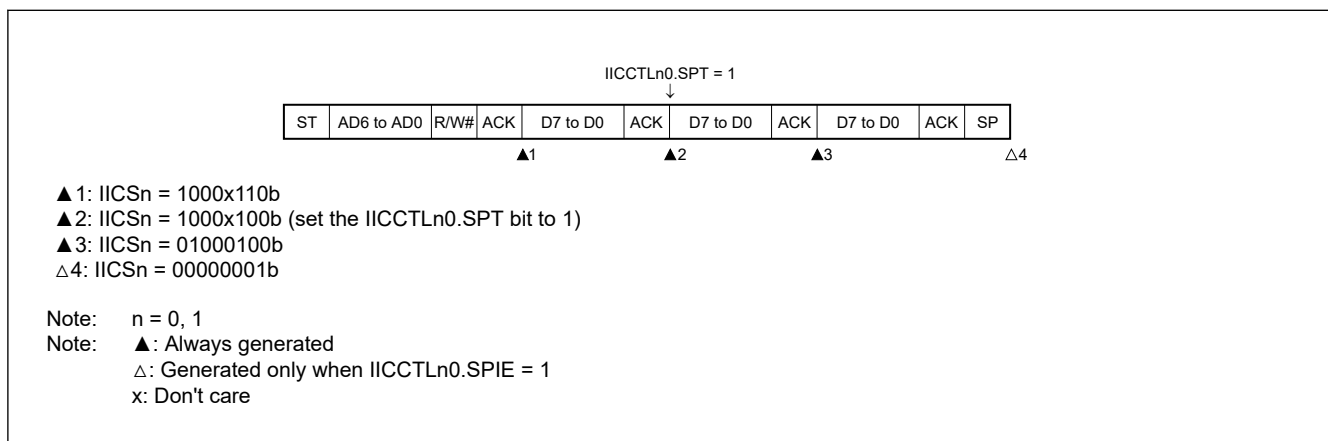 IICCTLn0.SPT = 1
↓
ST AD6 to AD0 R/W# ACK D7 to D0 ACK D7 to D0 ACK D7 to D0 ACK SP
▲1 ▲2 ▲3 △4
▲1: IICSn = 1000x110b
▲2: IICSn = 1000x100b (set the IICCTLn0.SPT bit to 1)
▲3: IICSn = 01000100b
△4: IICSn = 00000001b
Note: n = 0, 1
Note: ▲: Always generated
△: Generated only when IICCTLn0.SPIE = 1
x: Don't care